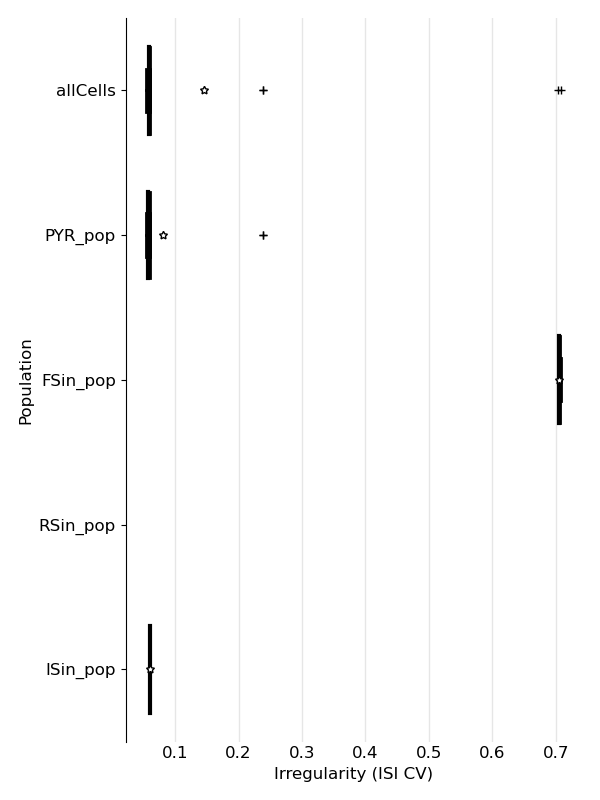 allCells
PYR_pop
FSin_pop
RSin_pop
ISin_pop
Population
0.1 0.2 0.3 0.4 0.5 0.6 0.7
Irregularity (ISI CV)